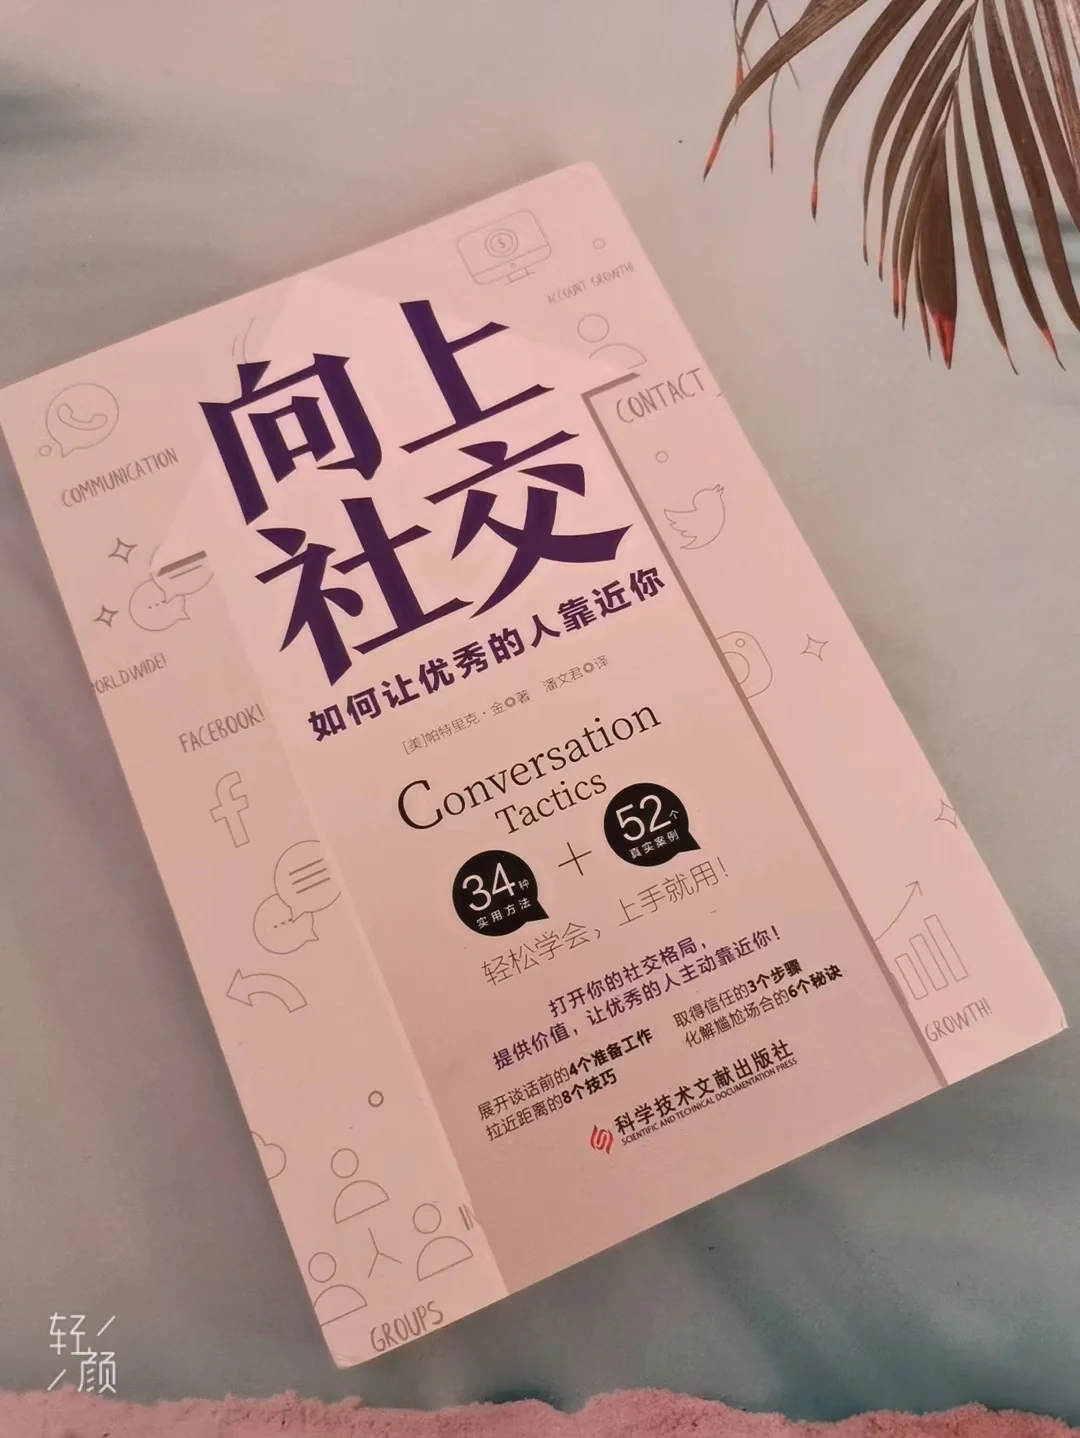 向上
社交
如何让优秀的人靠近你
[美]帕特里克·金◎著 潘文君◎译
Conversation
Tactics
34种
实用方法
+
52个
真实案例
轻松学会，上手就用！
打开你的社交格局，
提供价值，让优秀的人主动靠近你！
展开谈话前的4个准备工作
取得信任的3个步骤
拉近距离的8个技巧
化解尴尬场合的6个秘诀
科学技术文献出版社
SCIENTIFIC AND TECHNICAL DOCUMENTATION PRESS
ACCOUNT GROWTH!
CONTACT
COMMUNICATION
FACEBOOK!
GROWTH!
GROUPS
轻颜